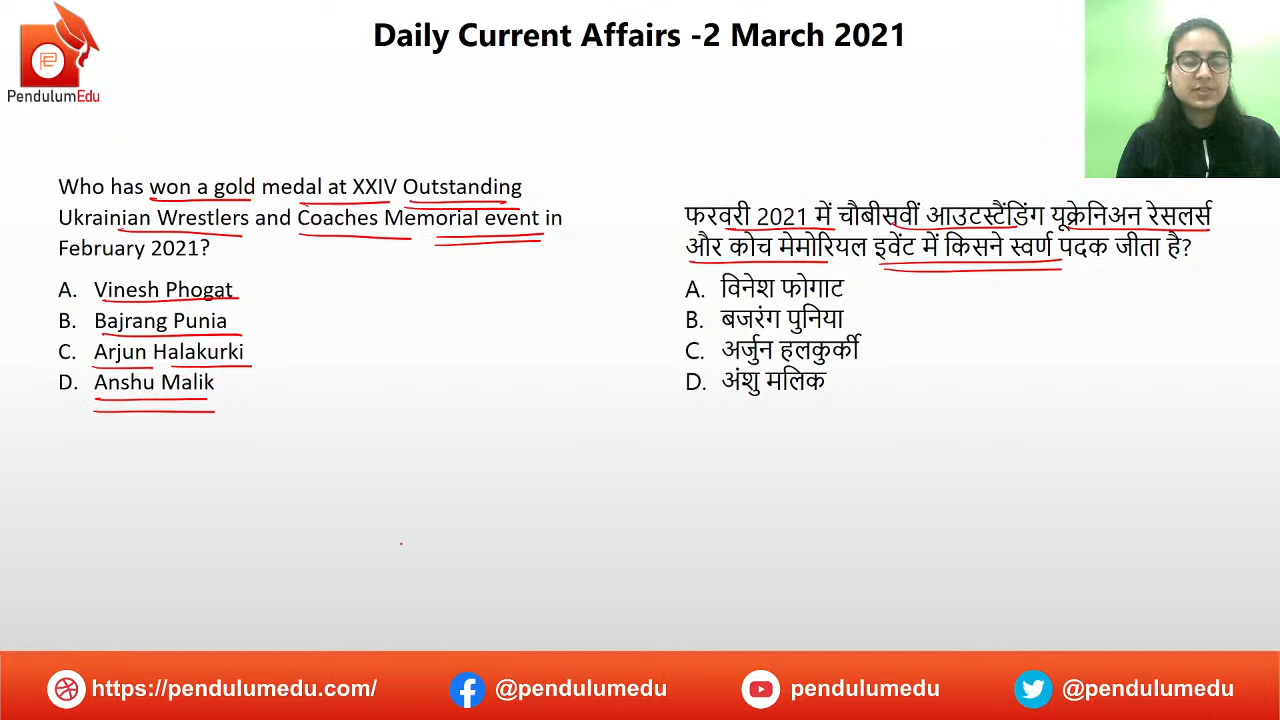 Daily Current Affairs -2 March 2021
PendulumEdu
Who has won a gold medal at XXIV Outstanding
Ukrainian Wrestlers and Coaches Memorial event in
February 2021?
A. Vinesh Phogat
B. Bajrang Punia
C. Arjun Halakurki
D. Anshu Malik
फरवरी 2021 में चौबीसवीं आउटस्टैंडिंग यूक्रेनिअन रेसलर्स
और कोच मेमोरियल इवेंट में किसने स्वर्ण पदक जीता है?
A. विनेश फोगाट
B. बजरंग पुनिया
C. अर्जुन हलकुर्की
D. अंशु मलिक
https://pendulumedu.com/
@pendulumedu
pendulumedu
@pendulumedu